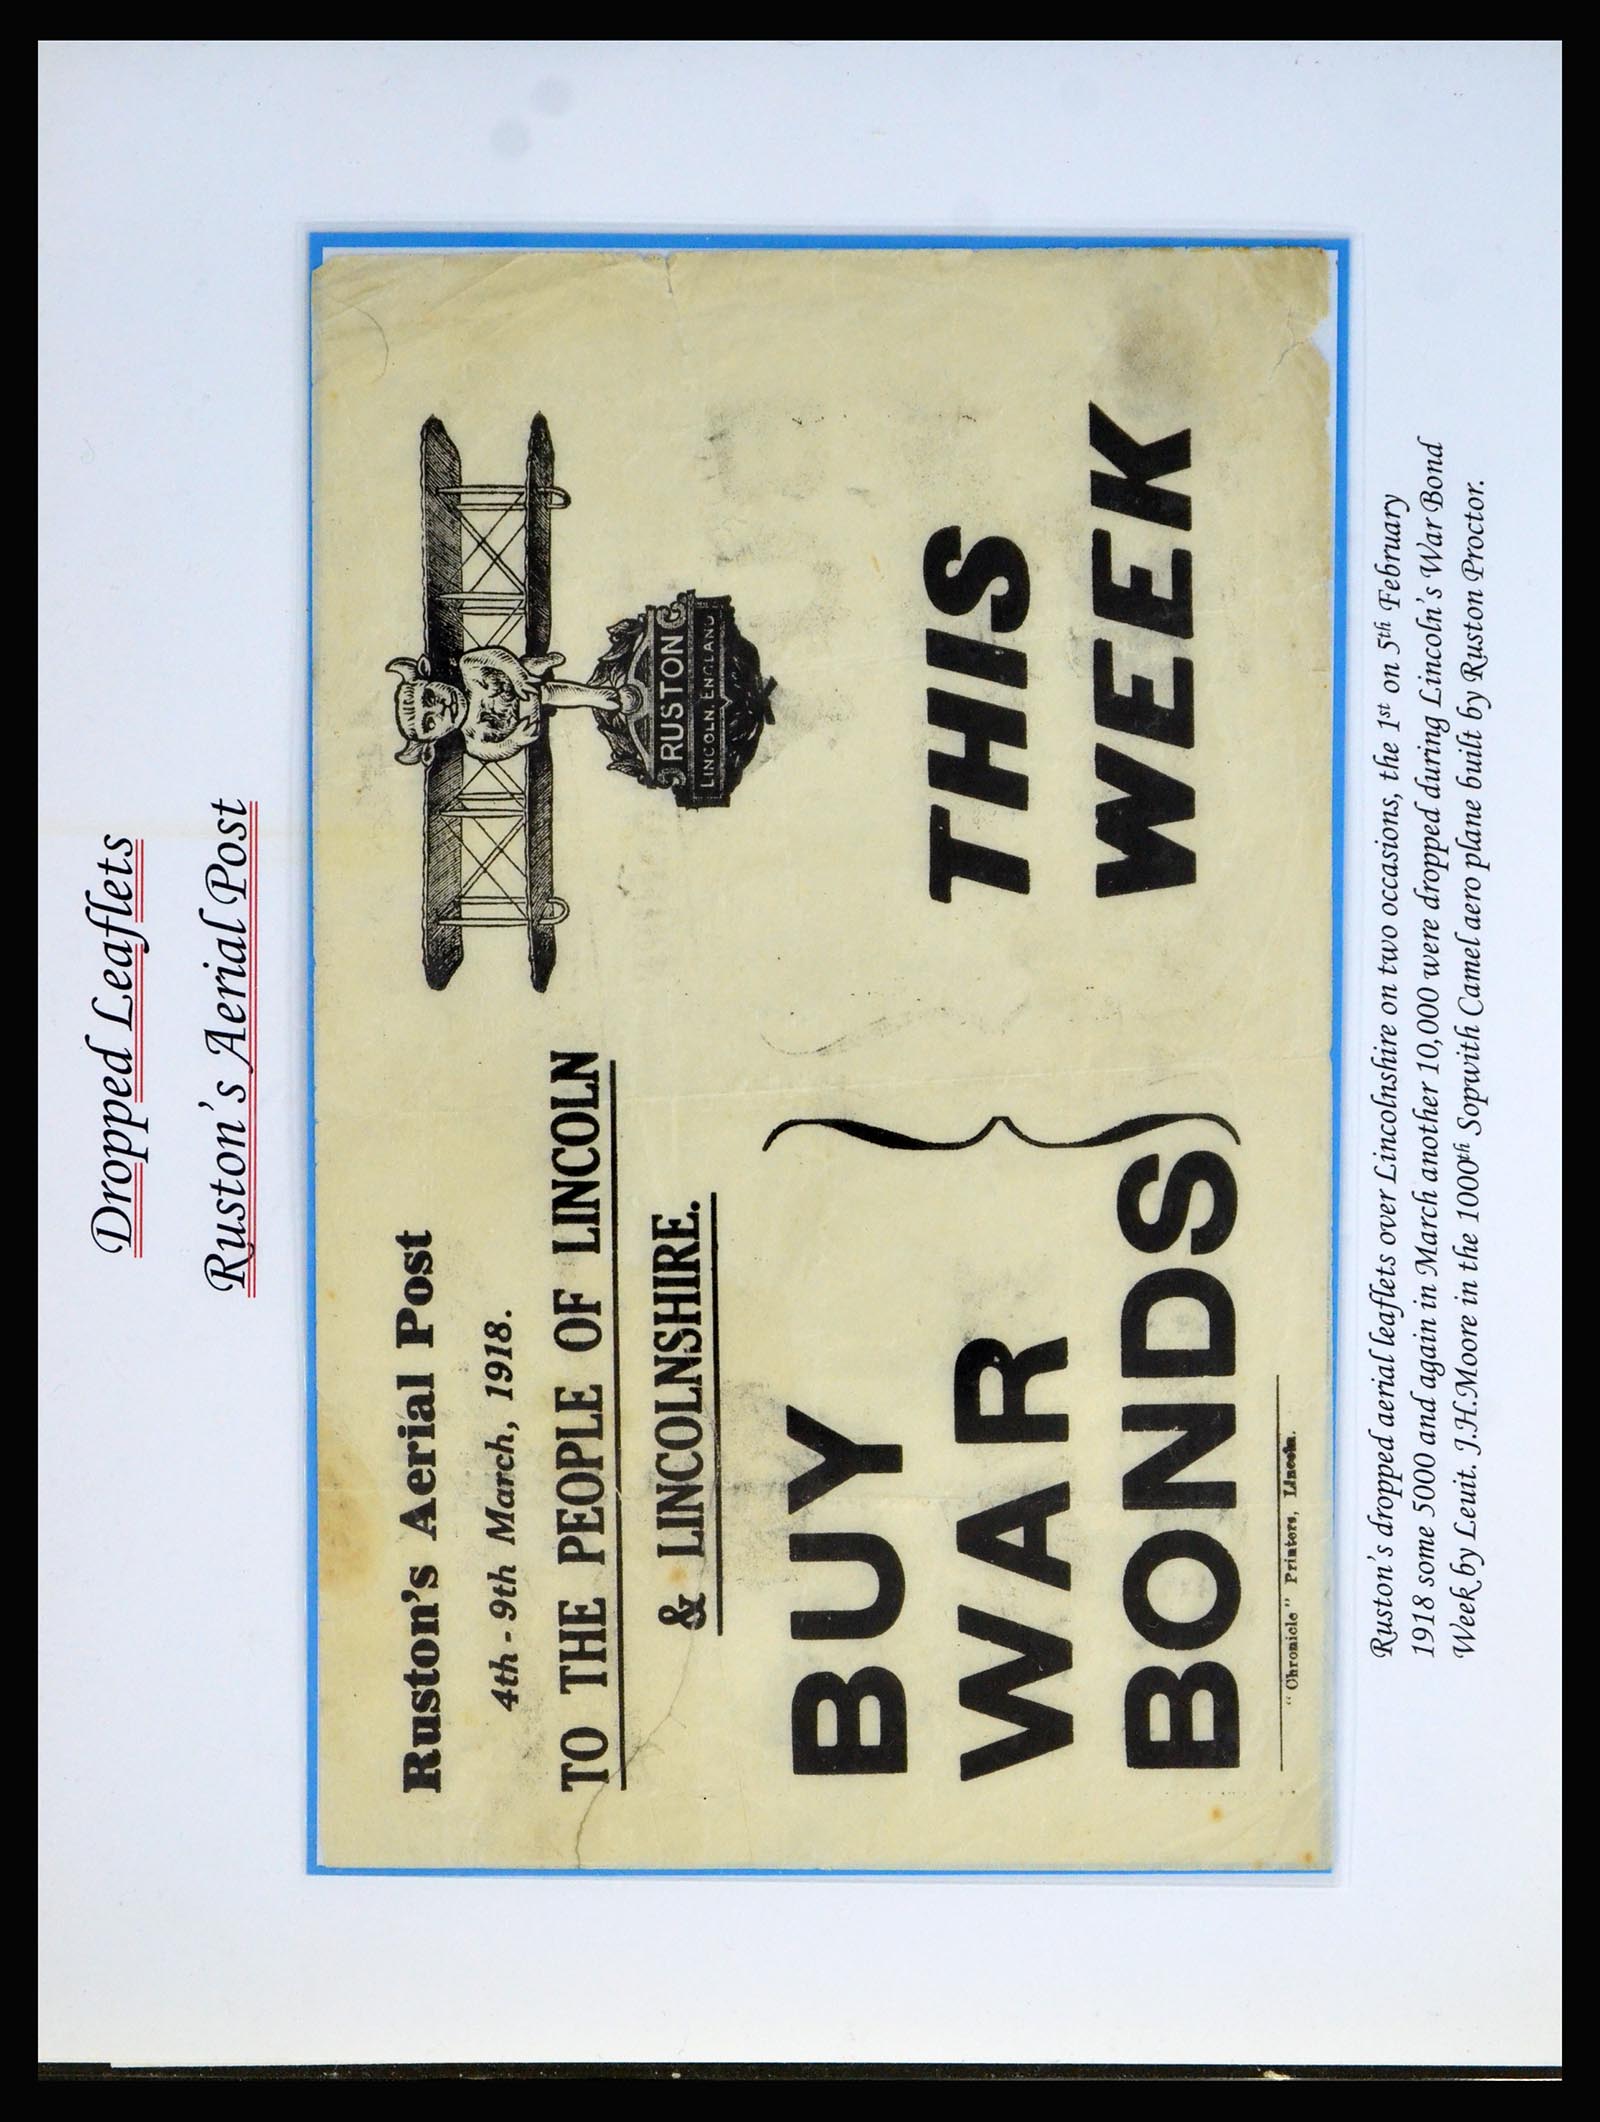 Dropped Leaflets
Ruston's Aerial Post
Ruston's Aerial Post
4th - 9th March, 1918.
TO THE PEOPLE OF LINCOLN
& LINCOLNSHIRE.
RUSTON
LINCOLN. ENGLAND
BUY
WAR
BONDS
THIS
WEEK
"Chronicle" Printers, Lincoln.
Ruston's dropped aerial leaflets over Lincolnshire on two occasions, the 1st on 5th February
1918 some 5000 and again in March another 10,000 were dropped during Lincoln's War Bond
Week by Leuit. J.H.Moore in the 1000th Sopwith Camel aero plane built by Ruston Proctor.